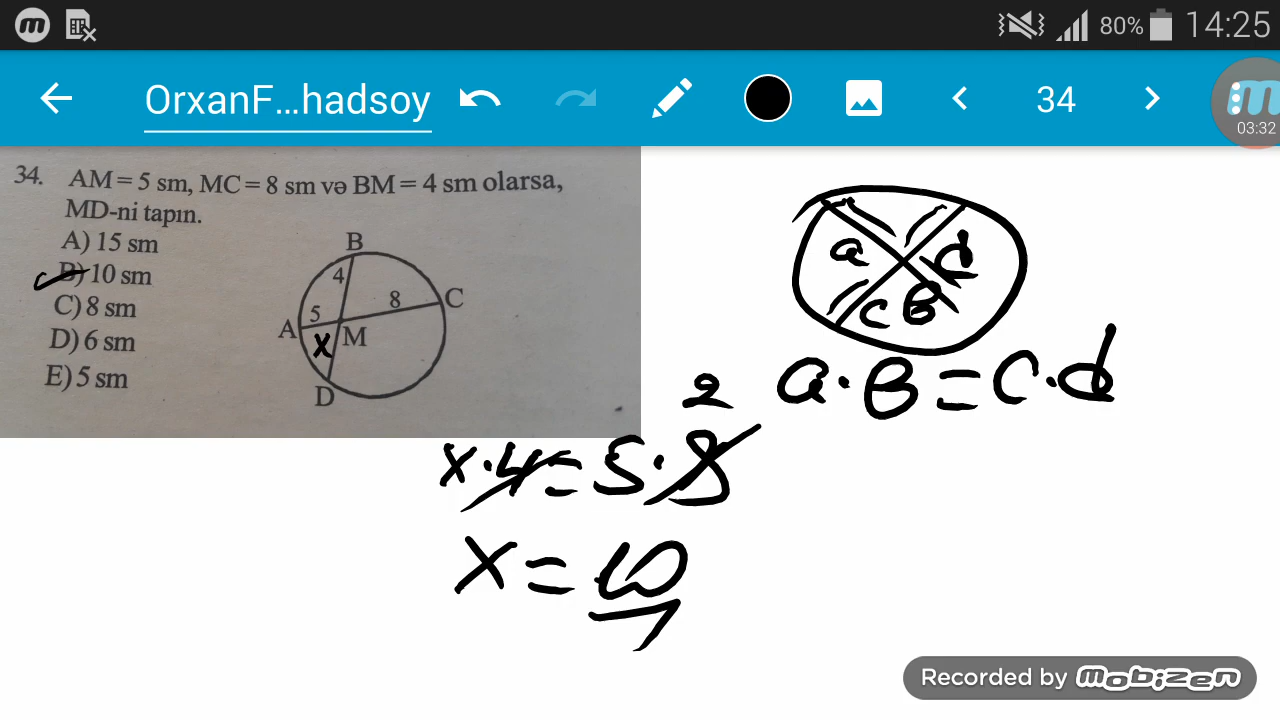 80% 14:25
OrxanF...hadsoy 34
03:32
34. AM = 5 sm, MC = 8 sm və BM = 4 sm olarsa,
MD-ni tapın.
A) 15 sm
B) 10 sm
C) 8 sm
D) 6 sm
E) 5 sm
B
4
8 C
5
A M
x
D
a d
c B
a·B=c·d
2
x·4=5·8
x=10
Recorded by mobizen